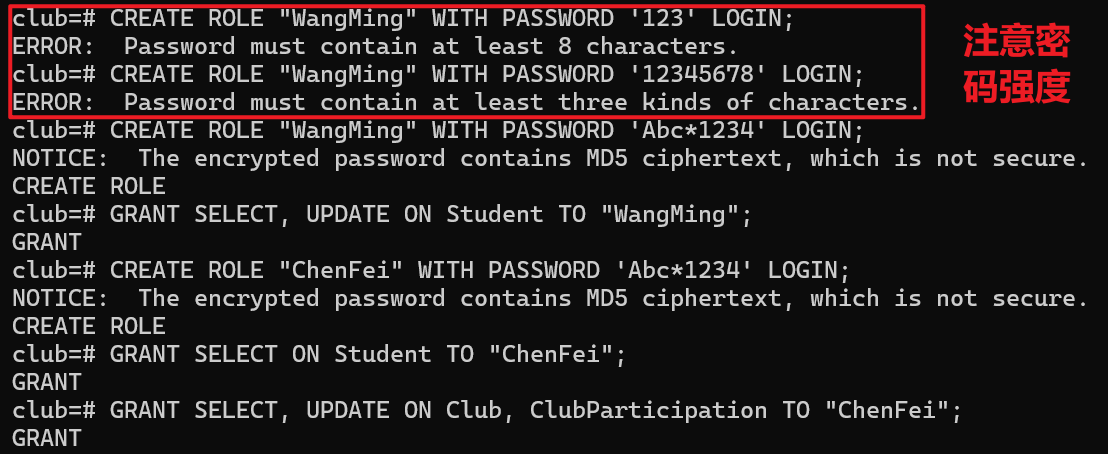 club=# CREATE ROLE "WangMing" WITH PASSWORD '123' LOGIN;
ERROR:  Password must contain at least 8 characters.
club=# CREATE ROLE "WangMing" WITH PASSWORD '12345678' LOGIN;
ERROR:  Password must contain at least three kinds of characters.
注意密
码强度
club=# CREATE ROLE "WangMing" WITH PASSWORD 'Abc*1234' LOGIN;
NOTICE:  The encrypted password contains MD5 ciphertext, which is not secure.
CREATE ROLE
club=# GRANT SELECT, UPDATE ON Student TO "WangMing";
GRANT
club=# CREATE ROLE "ChenFei" WITH PASSWORD 'Abc*1234' LOGIN;
NOTICE:  The encrypted password contains MD5 ciphertext, which is not secure.
CREATE ROLE
club=# GRANT SELECT ON Student TO "ChenFei";
GRANT
club=# GRANT SELECT, UPDATE ON Club, ClubParticipation TO "ChenFei";
GRANT